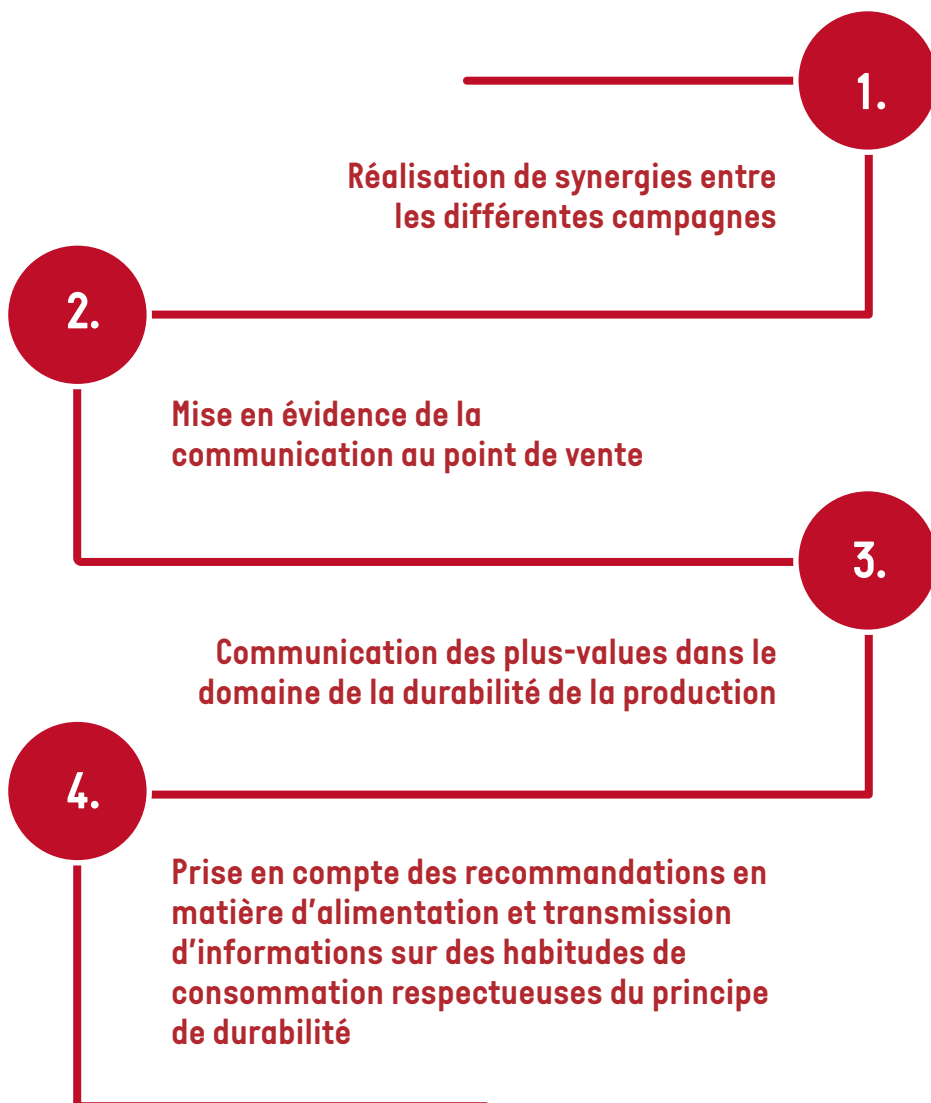 1.
Réalisation de synergies entre
les différentes campagnes
2.
Mise en évidence de la
communication au point de vente
3.
Communication des plus-values dans le
domaine de la durabilité de la production
4.
Prise en compte des recommandations en
matière d'alimentation et transmission
d'informations sur des habitudes de
consommation respectueuses du principe
de durabilité